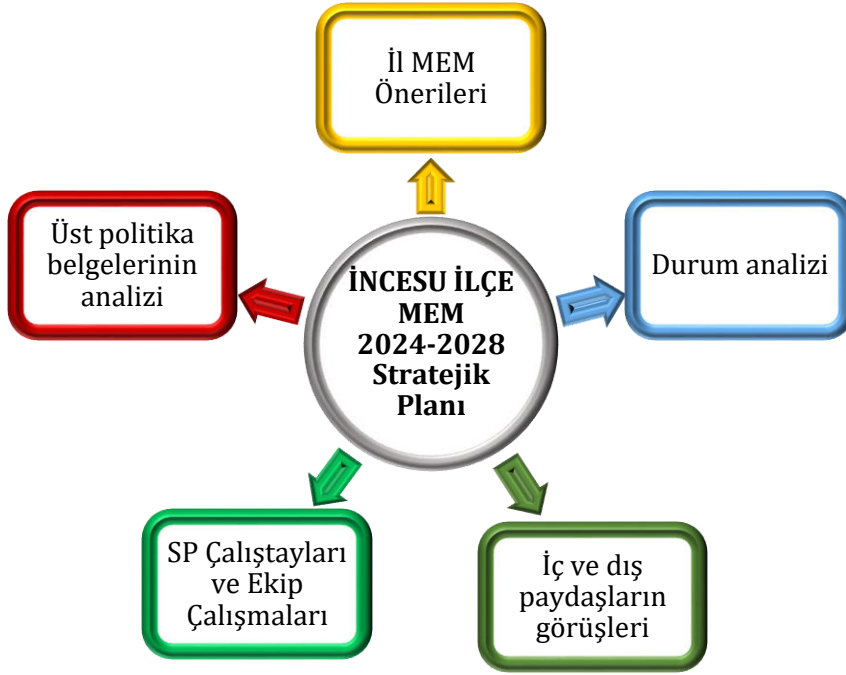 İl MEM
Önerileri
Üst politika
belgelerinin
analizi
Durum analizi
İNCESU İLÇE
MEM
2024-2028
Stratejik
Planı
SP Çalıştayları
ve Ekip
Çalışmaları
İç ve dış
paydaşların
görüşleri